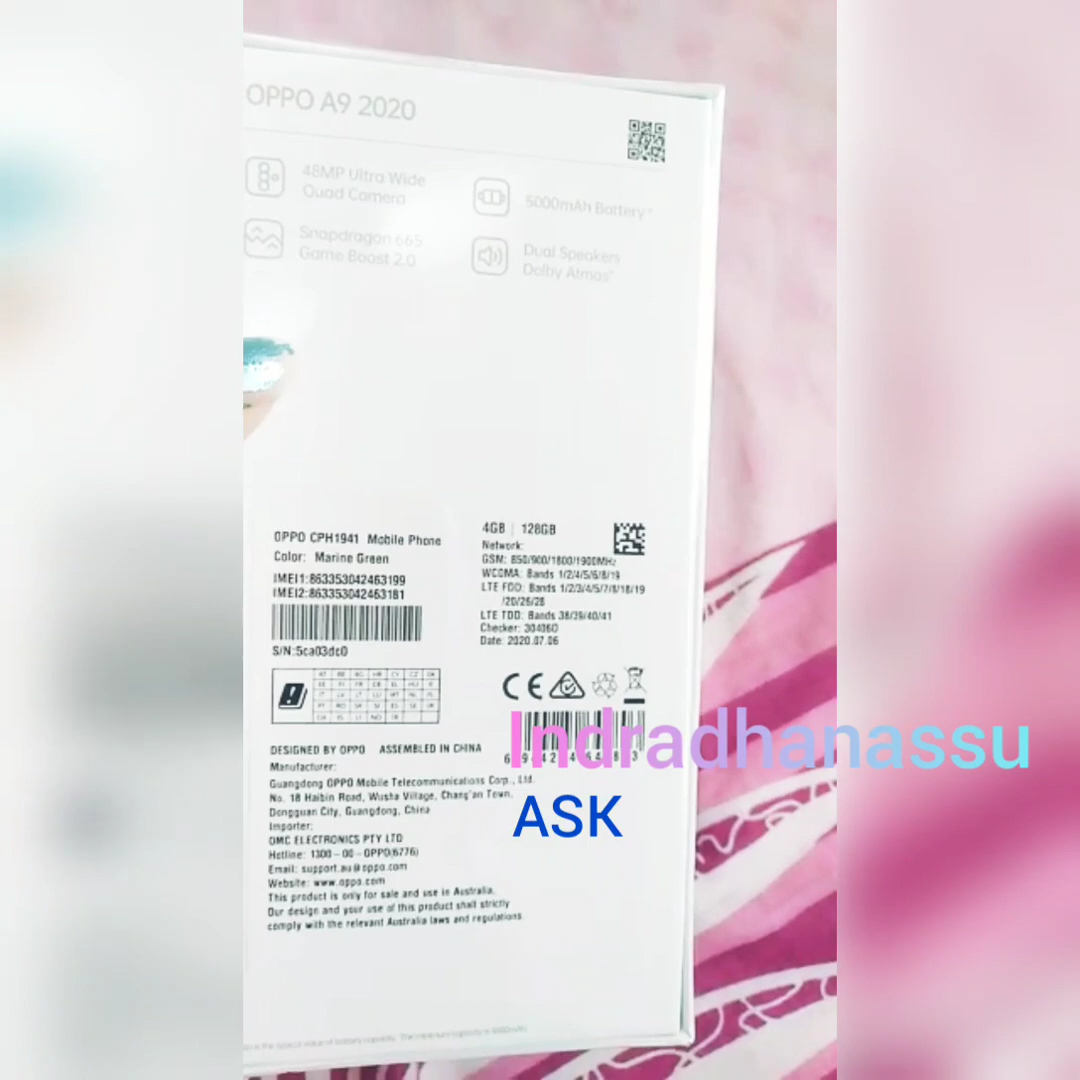 OPPO A9 2020
48MP Ultra Wide
Quad Camera
5000mAh Battery*
Snapdragon 665
Game Boost 2.0
Dual Speakers
Dolby Atmos*
OPPO CPH1941 Mobile Phone
Color: Marine Green
IMEI1:863353042463199
IMEI2:863353042463181
S/N:5ca03dc0
4GB | 128GB
Network:
GSM: 850/900/1800/1900MHz
WCDMA: Bands 1/2/4/5/6/8/19
LTE FDD: Bands 1/2/3/4/5/7/8/18/19
/20/26/28
LTE TDD: Bands 38/39/40/41
Checker: 304060
Date: 2020.07.06
CE
Indradhanassu
ASK
DESIGNED BY OPPO ASSEMBLED IN CHINA
Manufacturer:
Guangdong OPPO Mobile Telecommunications Corp., Ltd.
No. 18 Haibin Road, Wusha Village, Chang'an Town,
Dongguan City, Guangdong, China
Importer:
OMC ELECTRONICS PTY LTD
Hotline: 1300-00-OPPO(6776)
Email: support.au@oppo.com
Website: www.oppo.com
This product is only for sale and use in Australia.
Our design and your use of this product shall strictly
comply with the relevant Australia laws and regulations